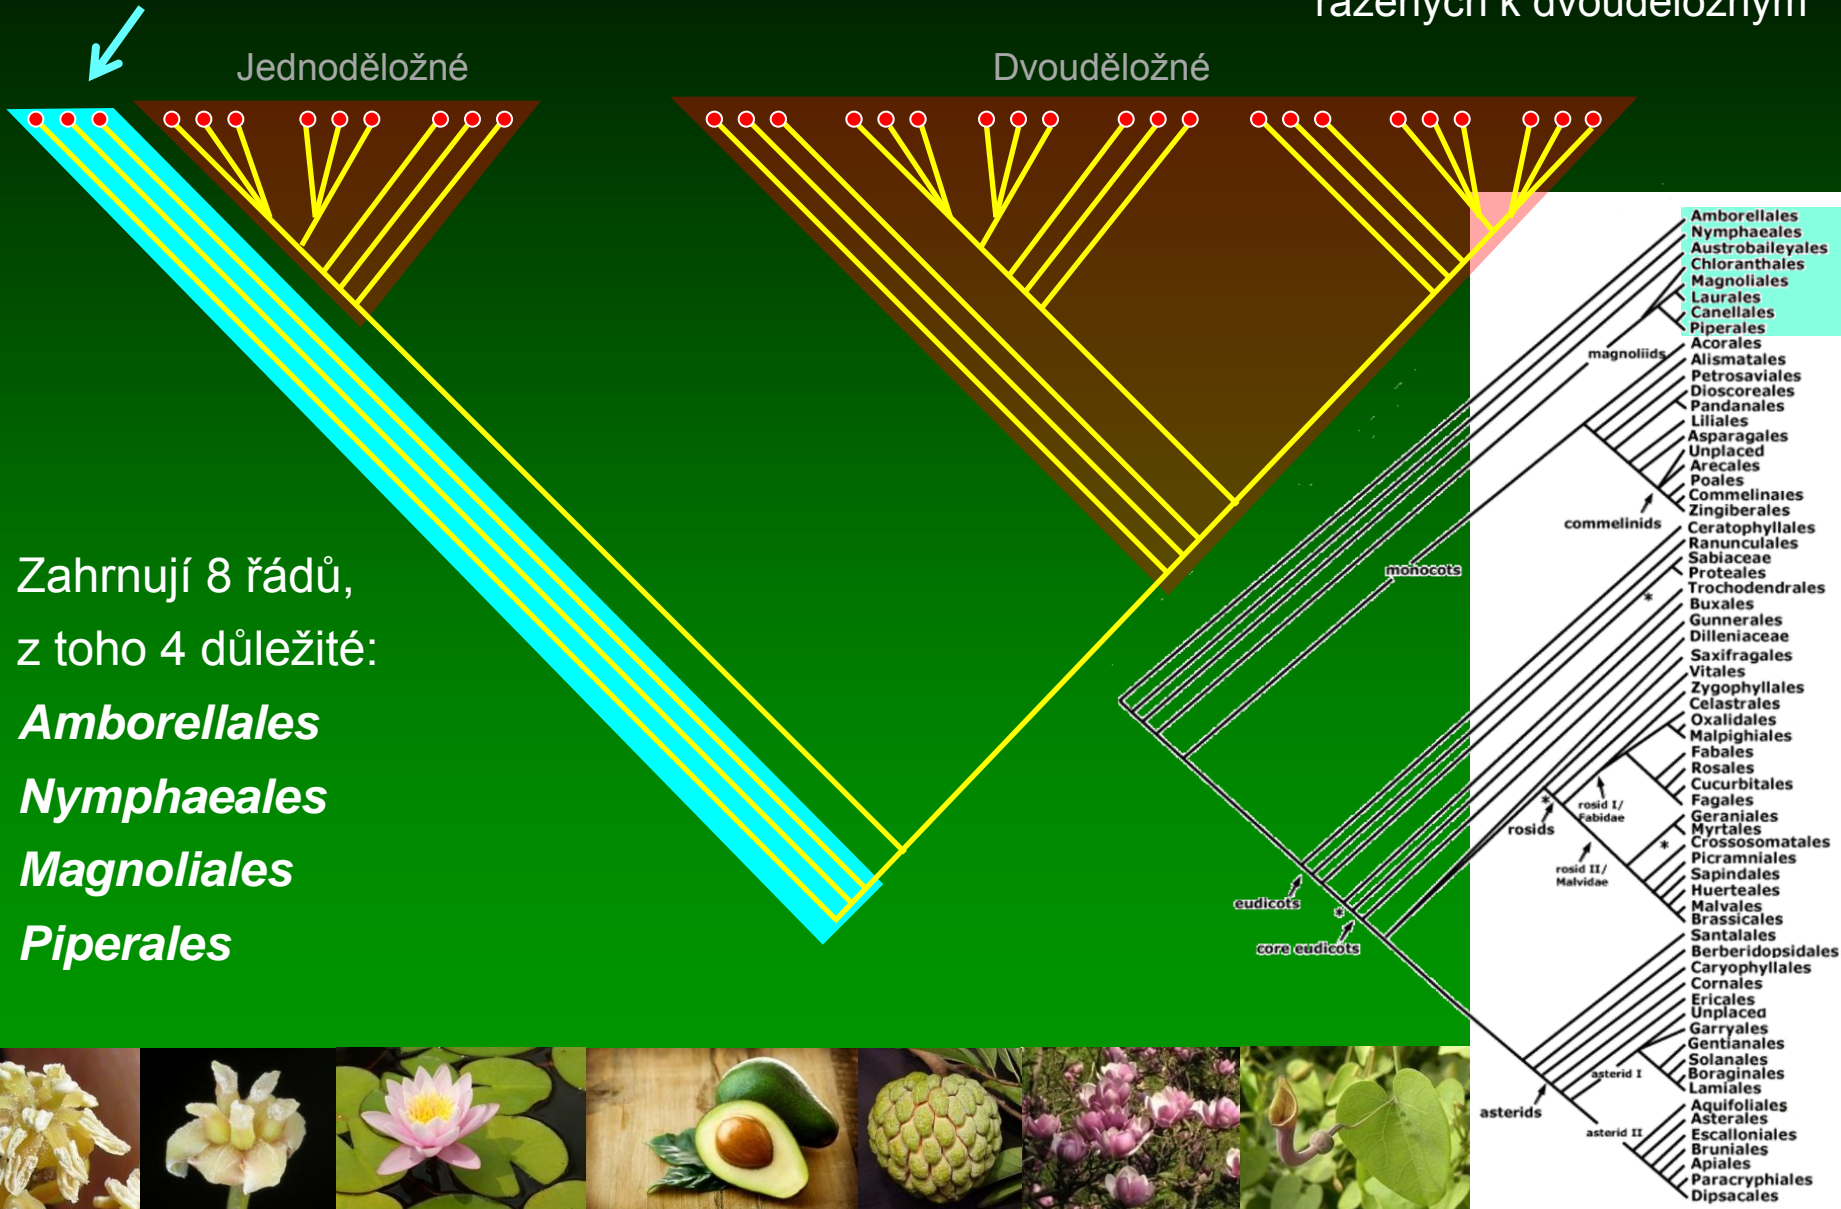 řazených k dvouděložným
Jednoděložné
Dvouděložné
Zahrnují 8 řádů,
z toho 4 důležité:
Amborellales
Nymphaeales
Magnoliales
Piperales
Amborellales
Nymphaeales
Austrobaileyales
Chloranthales
Magnoliales
Laurales
Canellales
Piperales
magnoliids
Acorales
Alismatales
Petrosaviales
Dioscoreales
Pandanales
Liliales
Asparagales
Unplaced
Arecales
Poales
Commelinales
Zingiberales
commelinids
monocots
Ceratophyllales
Ranunculales
Sabiaceae
Proteales
Trochodendrales
*
Buxales
Gunnerales
Dilleniaceae
Saxifragales
Vitales
Zygophyllales
Celastrales
Oxalidales
Malpighiales
Fabales
Rosales
Cucurbitales
Fagales
*
rosid I/
Fabidae
rosids
Geraniales
Myrtales
Crossosomatales
*
Picramniales
Sapindales
Huerteales
Malvales
Brassicales
rosid II/
Malvidae
eudicots
*
core eudicots
Santalales
Berberidopsidales
Caryophyllales
Cornales
Ericales
Unplaced
Garryales
Gentianales
Solanales
Boraginales
Lamiales
asterid I
asterids
Aquifoliales
Asterales
Escalloniales
Bruniales
Apiales
Paracryphiales
Dipsacales
asterid II